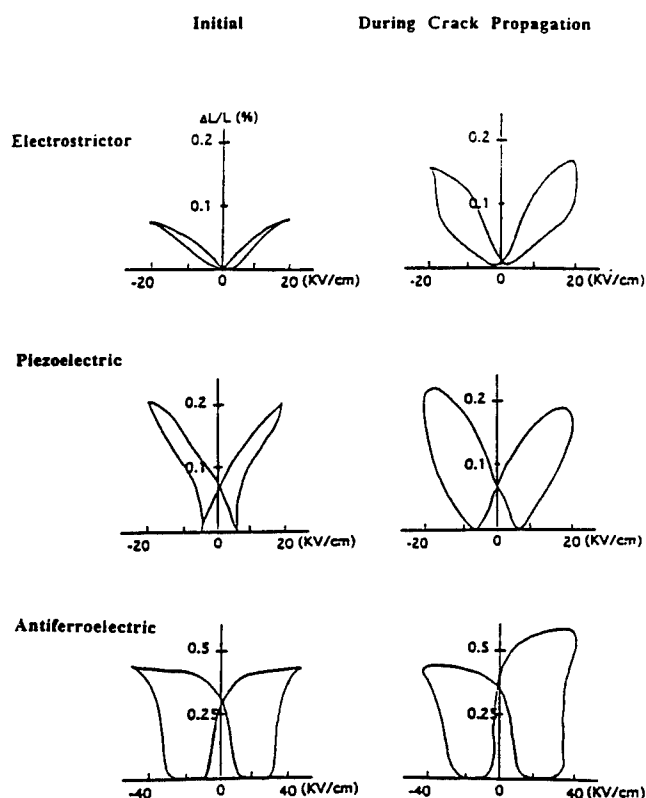 Initial During Crack Propagation
Electrostrictor
ΔL/L (%)
0.2
0.1
-20 0 20 (KV/cm)
0.2
0.1
-20 0 20 (KV/cm)
Piezoelectric
0.2
0.1
-20 0 20 (KV/cm)
0.2
0.1
-20 0 20 (KV/cm)
Antiferroelectric
0.5
0.25
-40 0 40 (KV/cm)
0.5
0.25
-40 0 40 (KV/cm)